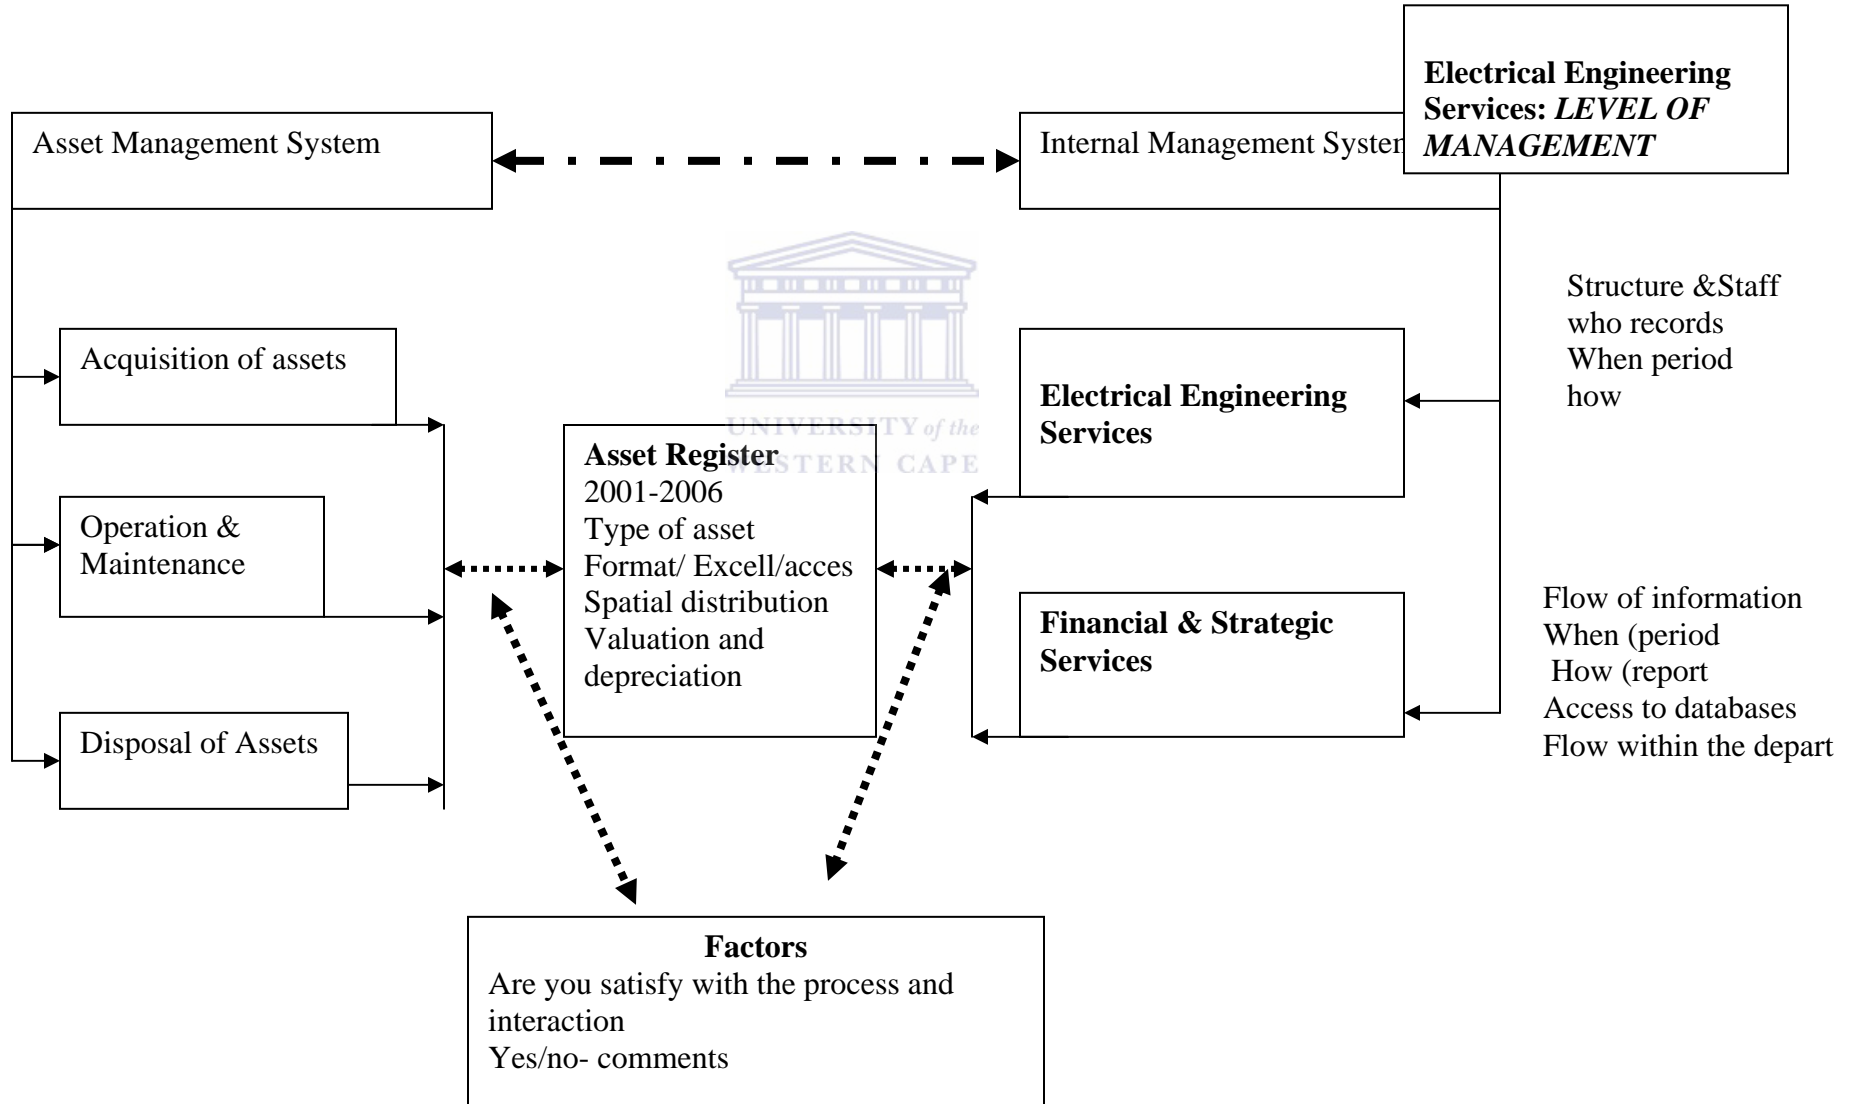 Electrical Engineering
Services: LEVEL OF
MANAGEMENT
Asset Management System
Internal Management System
Structure &Staff
who records
When period
how
Acquisition of assets
Operation &
Maintenance
Disposal of Assets
UNIVERSITY of the
WESTERN CAPE
Asset Register
2001-2006
Type of asset
Format/ Excell/acces
Spatial distribution
Valuation and
depreciation
Electrical Engineering
Services
Financial & Strategic
Services
Flow of information
When (period
How (report
Access to databases
Flow within the depart
Factors
Are you satisfy with the process and
interaction
Yes/no- comments